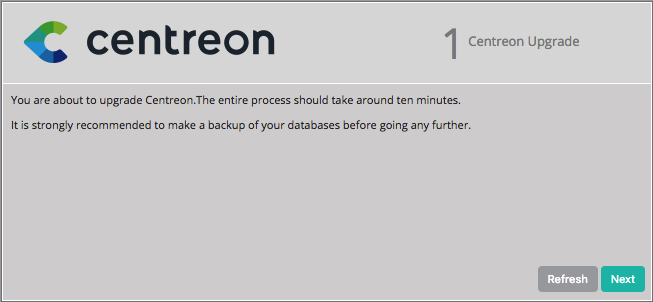 centreon
1 Centreon Upgrade
You are about to upgrade Centreon.The entire process should take around ten minutes.
It is strongly recommended to make a backup of your databases before going any further.
Refresh Next